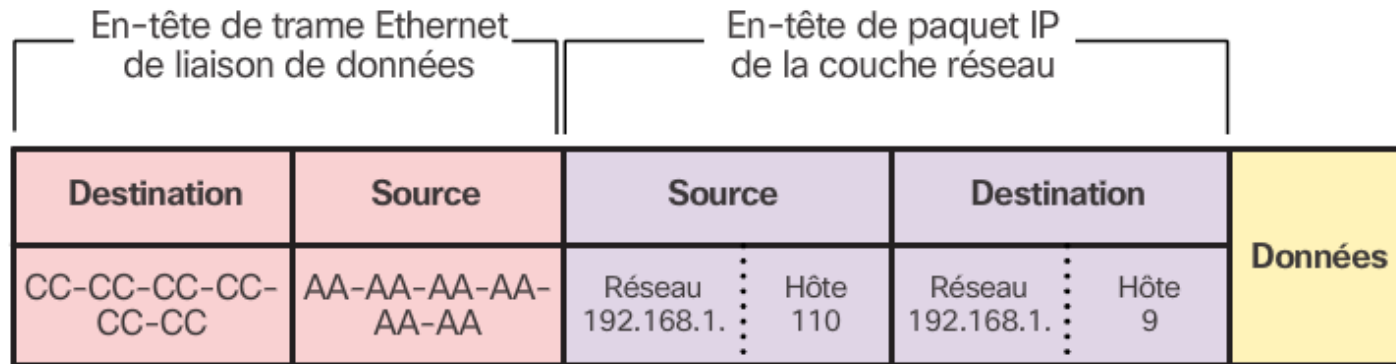 En-tête de trame Ethernet
de liaison de données
En-tête de paquet IP
de la couche réseau
Destination
Source
Source
Destination
Données
CC-CC-CC-CC-
CC-CC
AA-AA-AA-AA-
AA-AA
Réseau
192.168.1.
Hôte
110
Réseau
192.168.1.
Hôte
9